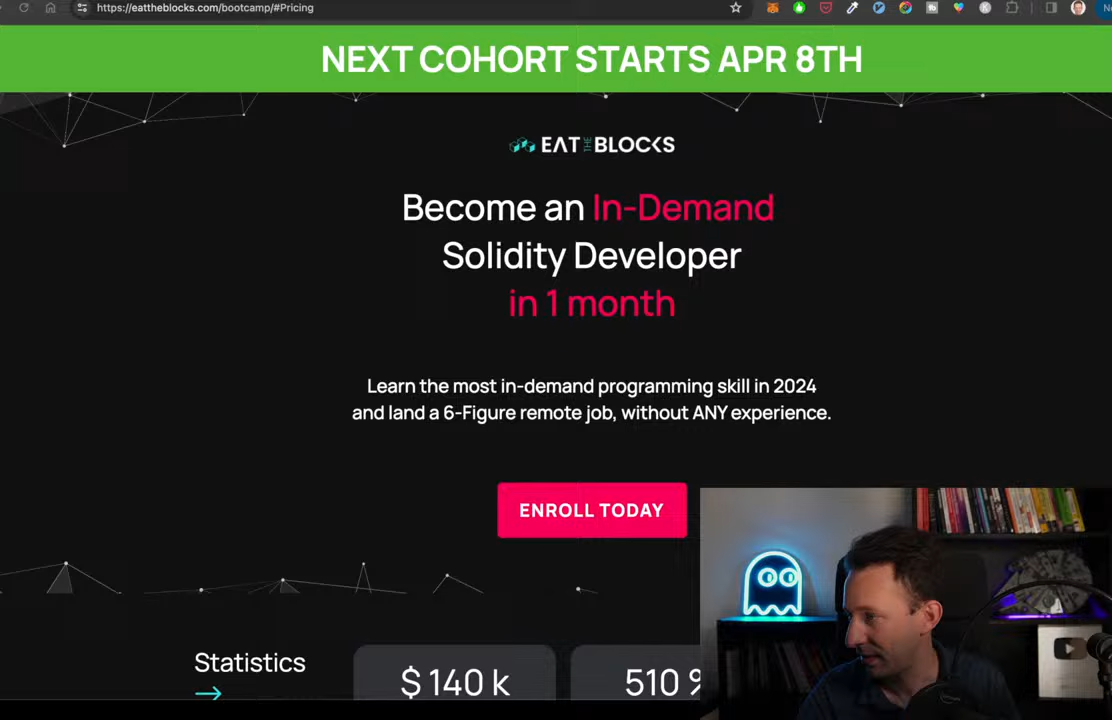 https://eattheblocks.com/bootcamp/#Pricing
NEXT COHORT STARTS APR 8TH
EAT THE BLOCKS
Become an In-Demand
Solidity Developer
in 1 month
Learn the most in-demand programming skill in 2024
and land a 6-Figure remote job, without ANY experience.
ENROLL TODAY
Statistics
$ 140 k
510